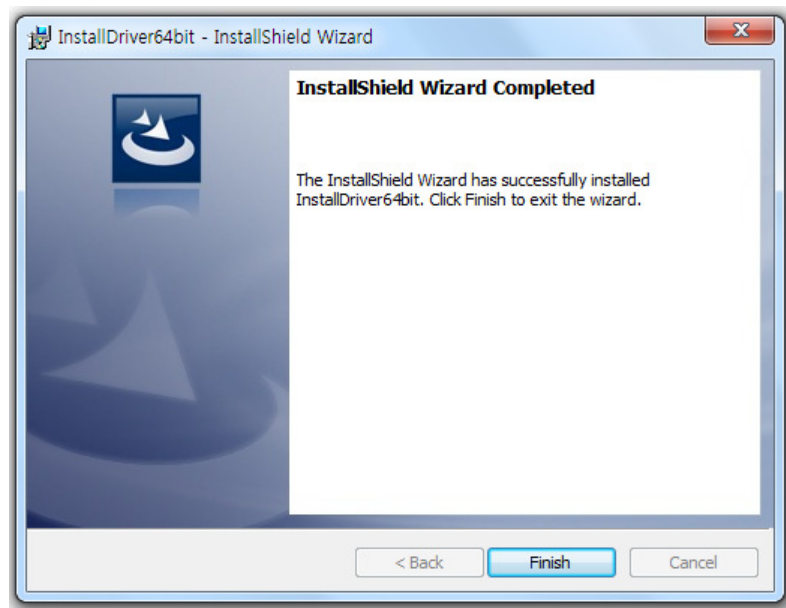 InstallDriver64bit - InstallShield Wizard
InstallShield Wizard Completed
The InstallShield Wizard has successfully installed
InstallDriver64bit. Click Finish to exit the wizard.
< Back
Finish
Cancel